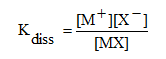 K_diss = [M⁺][X⁻] / [MX]